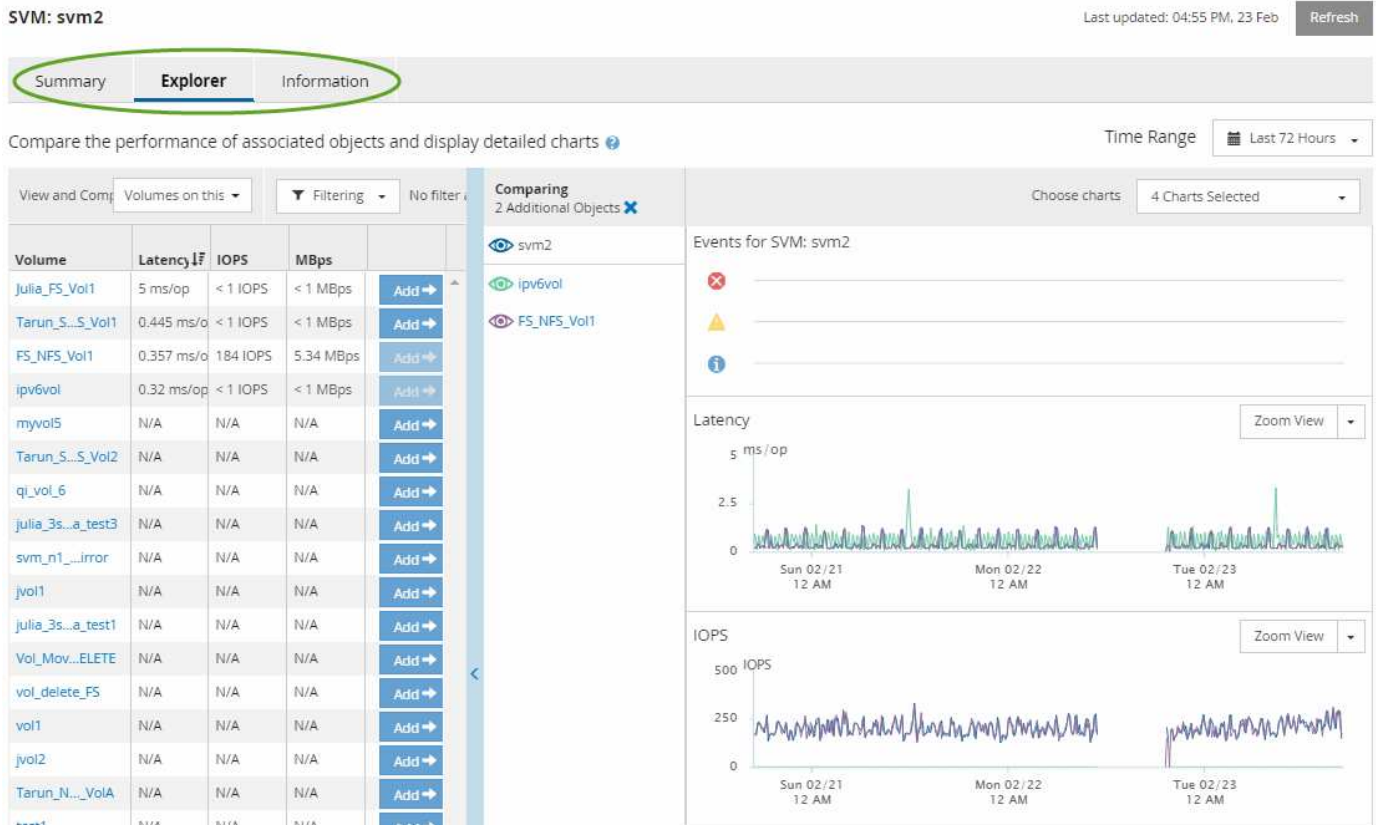 SVM: svm2
Last updated: 04:55 PM, 23 Feb Refresh
Summary Explorer Information
Compare the performance of associated objects and display detailed charts
Time Range Last 72 Hours
View and Comp Volumes on this Filtering No filter
Comparing
2 Additional Objects
Choose charts 4 Charts Selected
Volume Latency IOPS MBps
Julia_FS_Vol1 5 ms/op < 1 IOPS < 1 MBps Add
Tarun_S...S_Vol1 0.445 ms/o < 1 IOPS < 1 MBps Add
FS_NFS_Vol1 0.357 ms/o 184 IOPS 5.34 MBps Add
ipv6vol 0.32 ms/op < 1 IOPS < 1 MBps Add
myvol5 N/A N/A N/A Add
Tarun_S...S_Vol2 N/A N/A N/A Add
qi_vol_6 N/A N/A N/A Add
julia_3s...a_test3 N/A N/A N/A Add
svm_n1_...irror N/A N/A N/A Add
jvol1 N/A N/A N/A Add
julia_3s...a_test1 N/A N/A N/A Add
Vol_Mov...ELETE N/A N/A N/A Add
vol_delete_FS N/A N/A N/A Add
vol1 N/A N/A N/A Add
jvol2 N/A N/A N/A Add
Tarun_N..._VolA N/A N/A N/A Add
svm2
ipv6vol
FS_NFS_Vol1
Events for SVM: svm2
Latency Zoom View
ms/op
5
2.5
0
Sun 02/21 Mon 02/22 Tue 02/23
12 AM 12 AM 12 AM
IOPS Zoom View
IOPS
500
250
0
Sun 02/21 Mon 02/22 Tue 02/23
12 AM 12 AM 12 AM